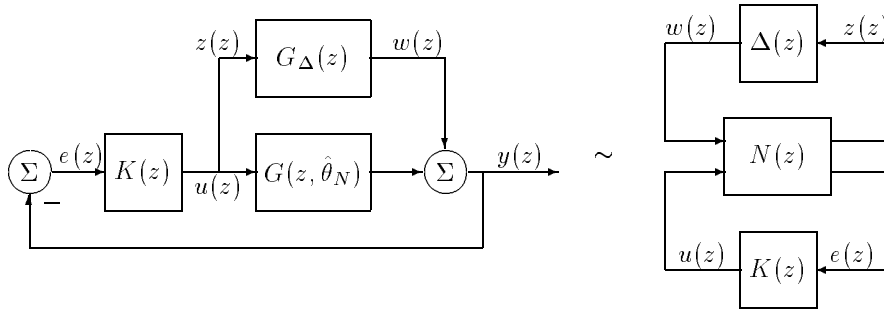 z(z)
G_Δ(z)
w(z)
Σ
e(z)
K(z)
u(z)
G(z, θ̂_N)
Σ
y(z)
−
~
w(z)
Δ(z)
z(z)
N(z)
u(z)
K(z)
e(z)